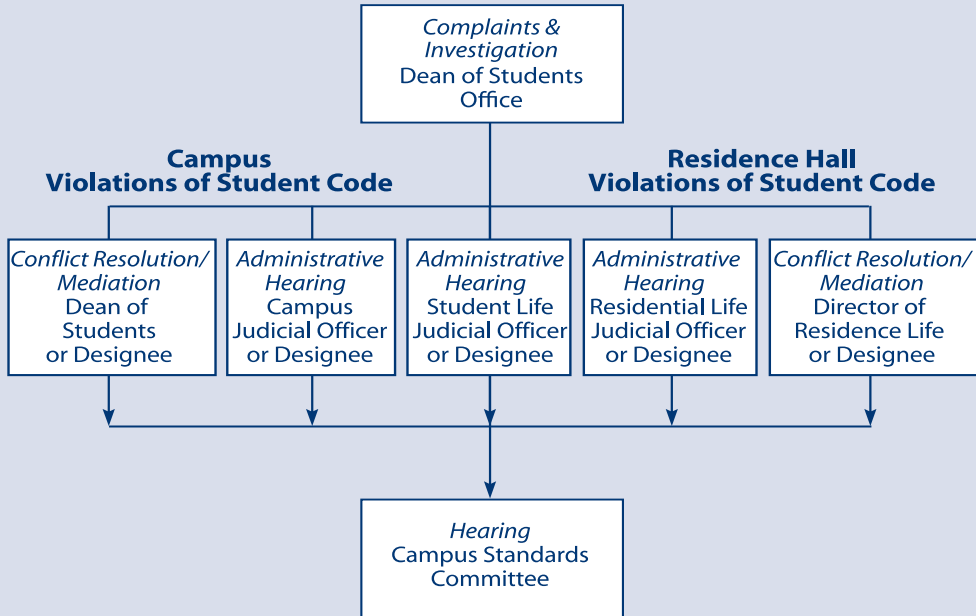 Complaints &
Investigation
Dean of Students
Office
Campus
Violations of Student Code
Residence Hall
Violations of Student Code
Conflict Resolution/
Mediation
Dean of
Students
or Designee
Administrative
Hearing
Campus
Judicial Officer
or Designee
Administrative
Hearing
Student Life
Judicial Officer
or Designee
Administrative
Hearing
Residential Life
Judicial Officer
or Designee
Conflict Resolution/
Mediation
Director of
Residence Life
or Designee
Hearing
Campus Standards
Committee